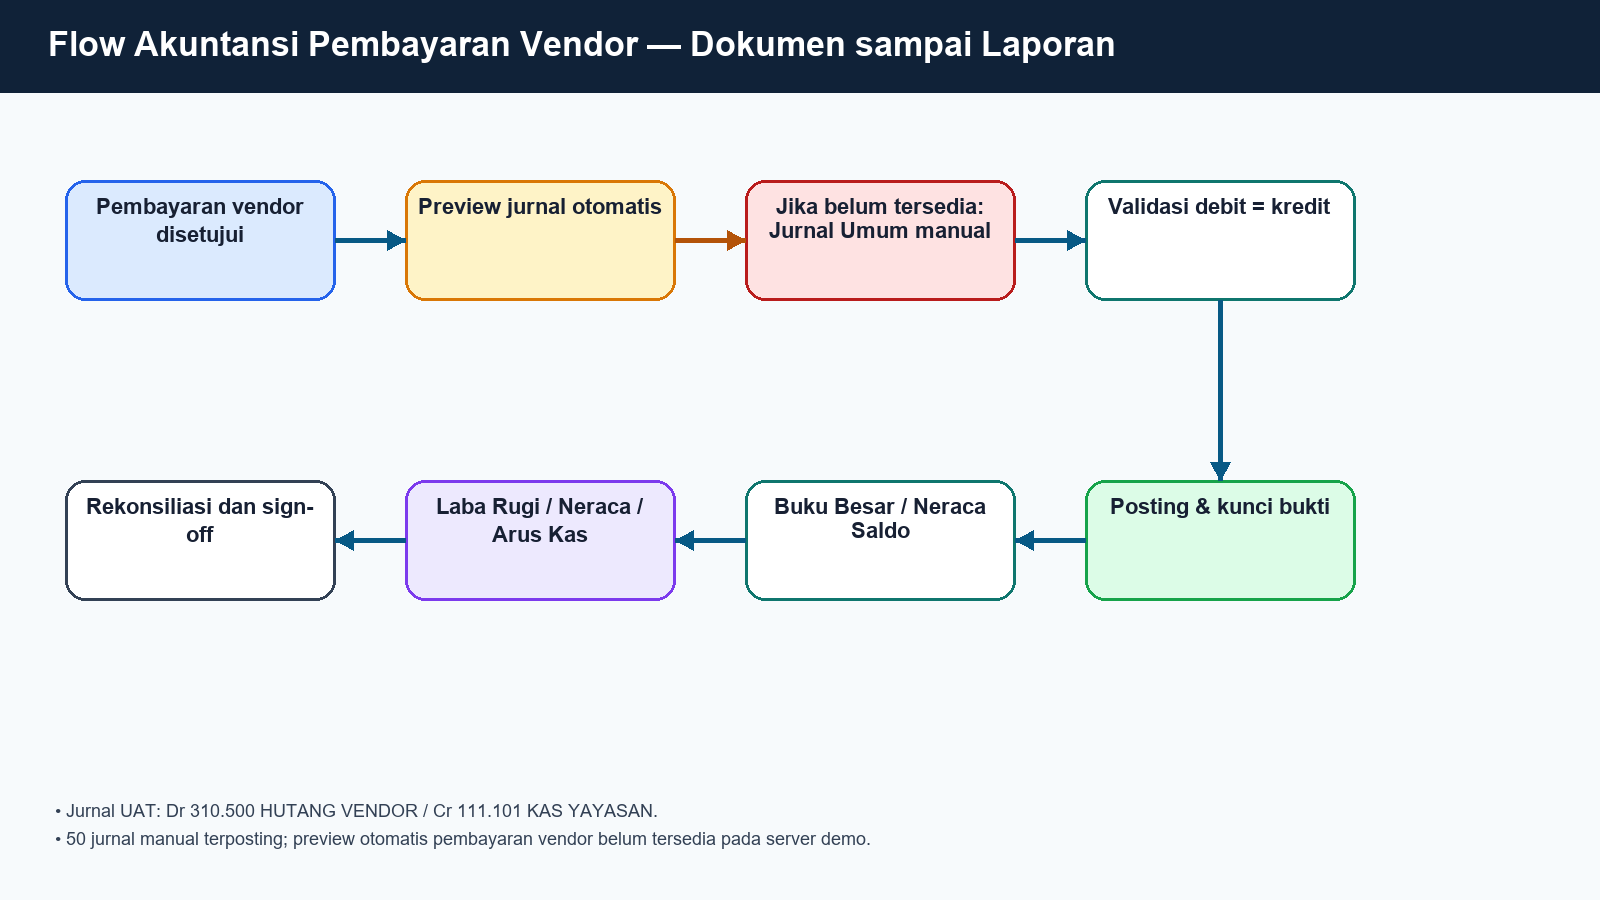 Flow Akuntansi Pembayaran Vendor — Dokumen sampai Laporan
Pembayaran vendor
disetujui
Preview jurnal otomatis
Jika belum tersedia:
Jurnal Umum manual
Validasi debit = kredit
Rekonsiliasi dan sign-
off
Laba Rugi / Neraca /
Arus Kas
Buku Besar / Neraca
Saldo
Posting & kunci bukti
• Jurnal UAT: Dr 310.500 HUTANG VENDOR / Cr 111.101 KAS YAYASAN.
• 50 jurnal manual terposting; preview otomatis pembayaran vendor belum tersedia pada server demo.